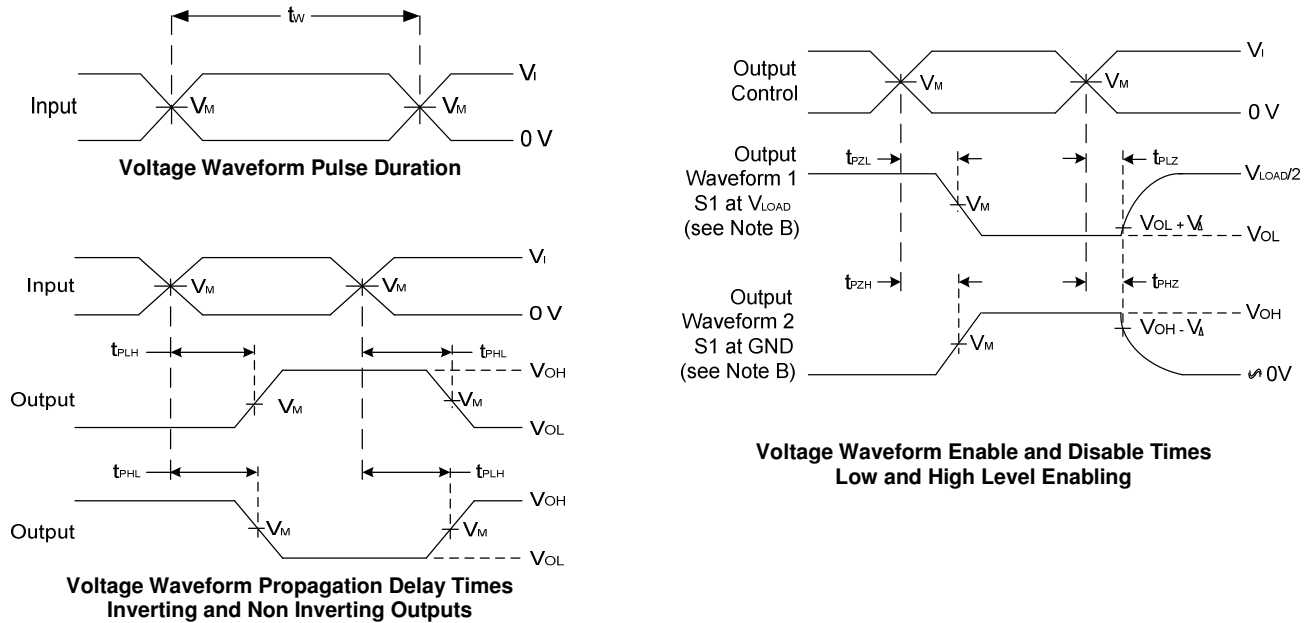 tW
Input
VM
VM
VI
0 V
Voltage Waveform Pulse Duration
Input
VM
VM
VI
0 V
tPLH
tPHL
Output
VM
VM
VOH
VOL
tPHL
tPLH
Output
VM
VM
VOH
VOL
Voltage Waveform Propagation Delay Times
Inverting and Non Inverting Outputs
Output
Control
VM
VM
VI
0 V
Output
Waveform 1
S1 at VLOAD
(see Note B)
tPZL
tPLZ
VM
VLOAD/2
VOL + VΔ
VOL
Output
Waveform 2
S1 at GND
(see Note B)
tPZH
tPHZ
VM
VOH
VOH - VΔ
≈ 0V
Voltage Waveform Enable and Disable Times
Low and High Level Enabling